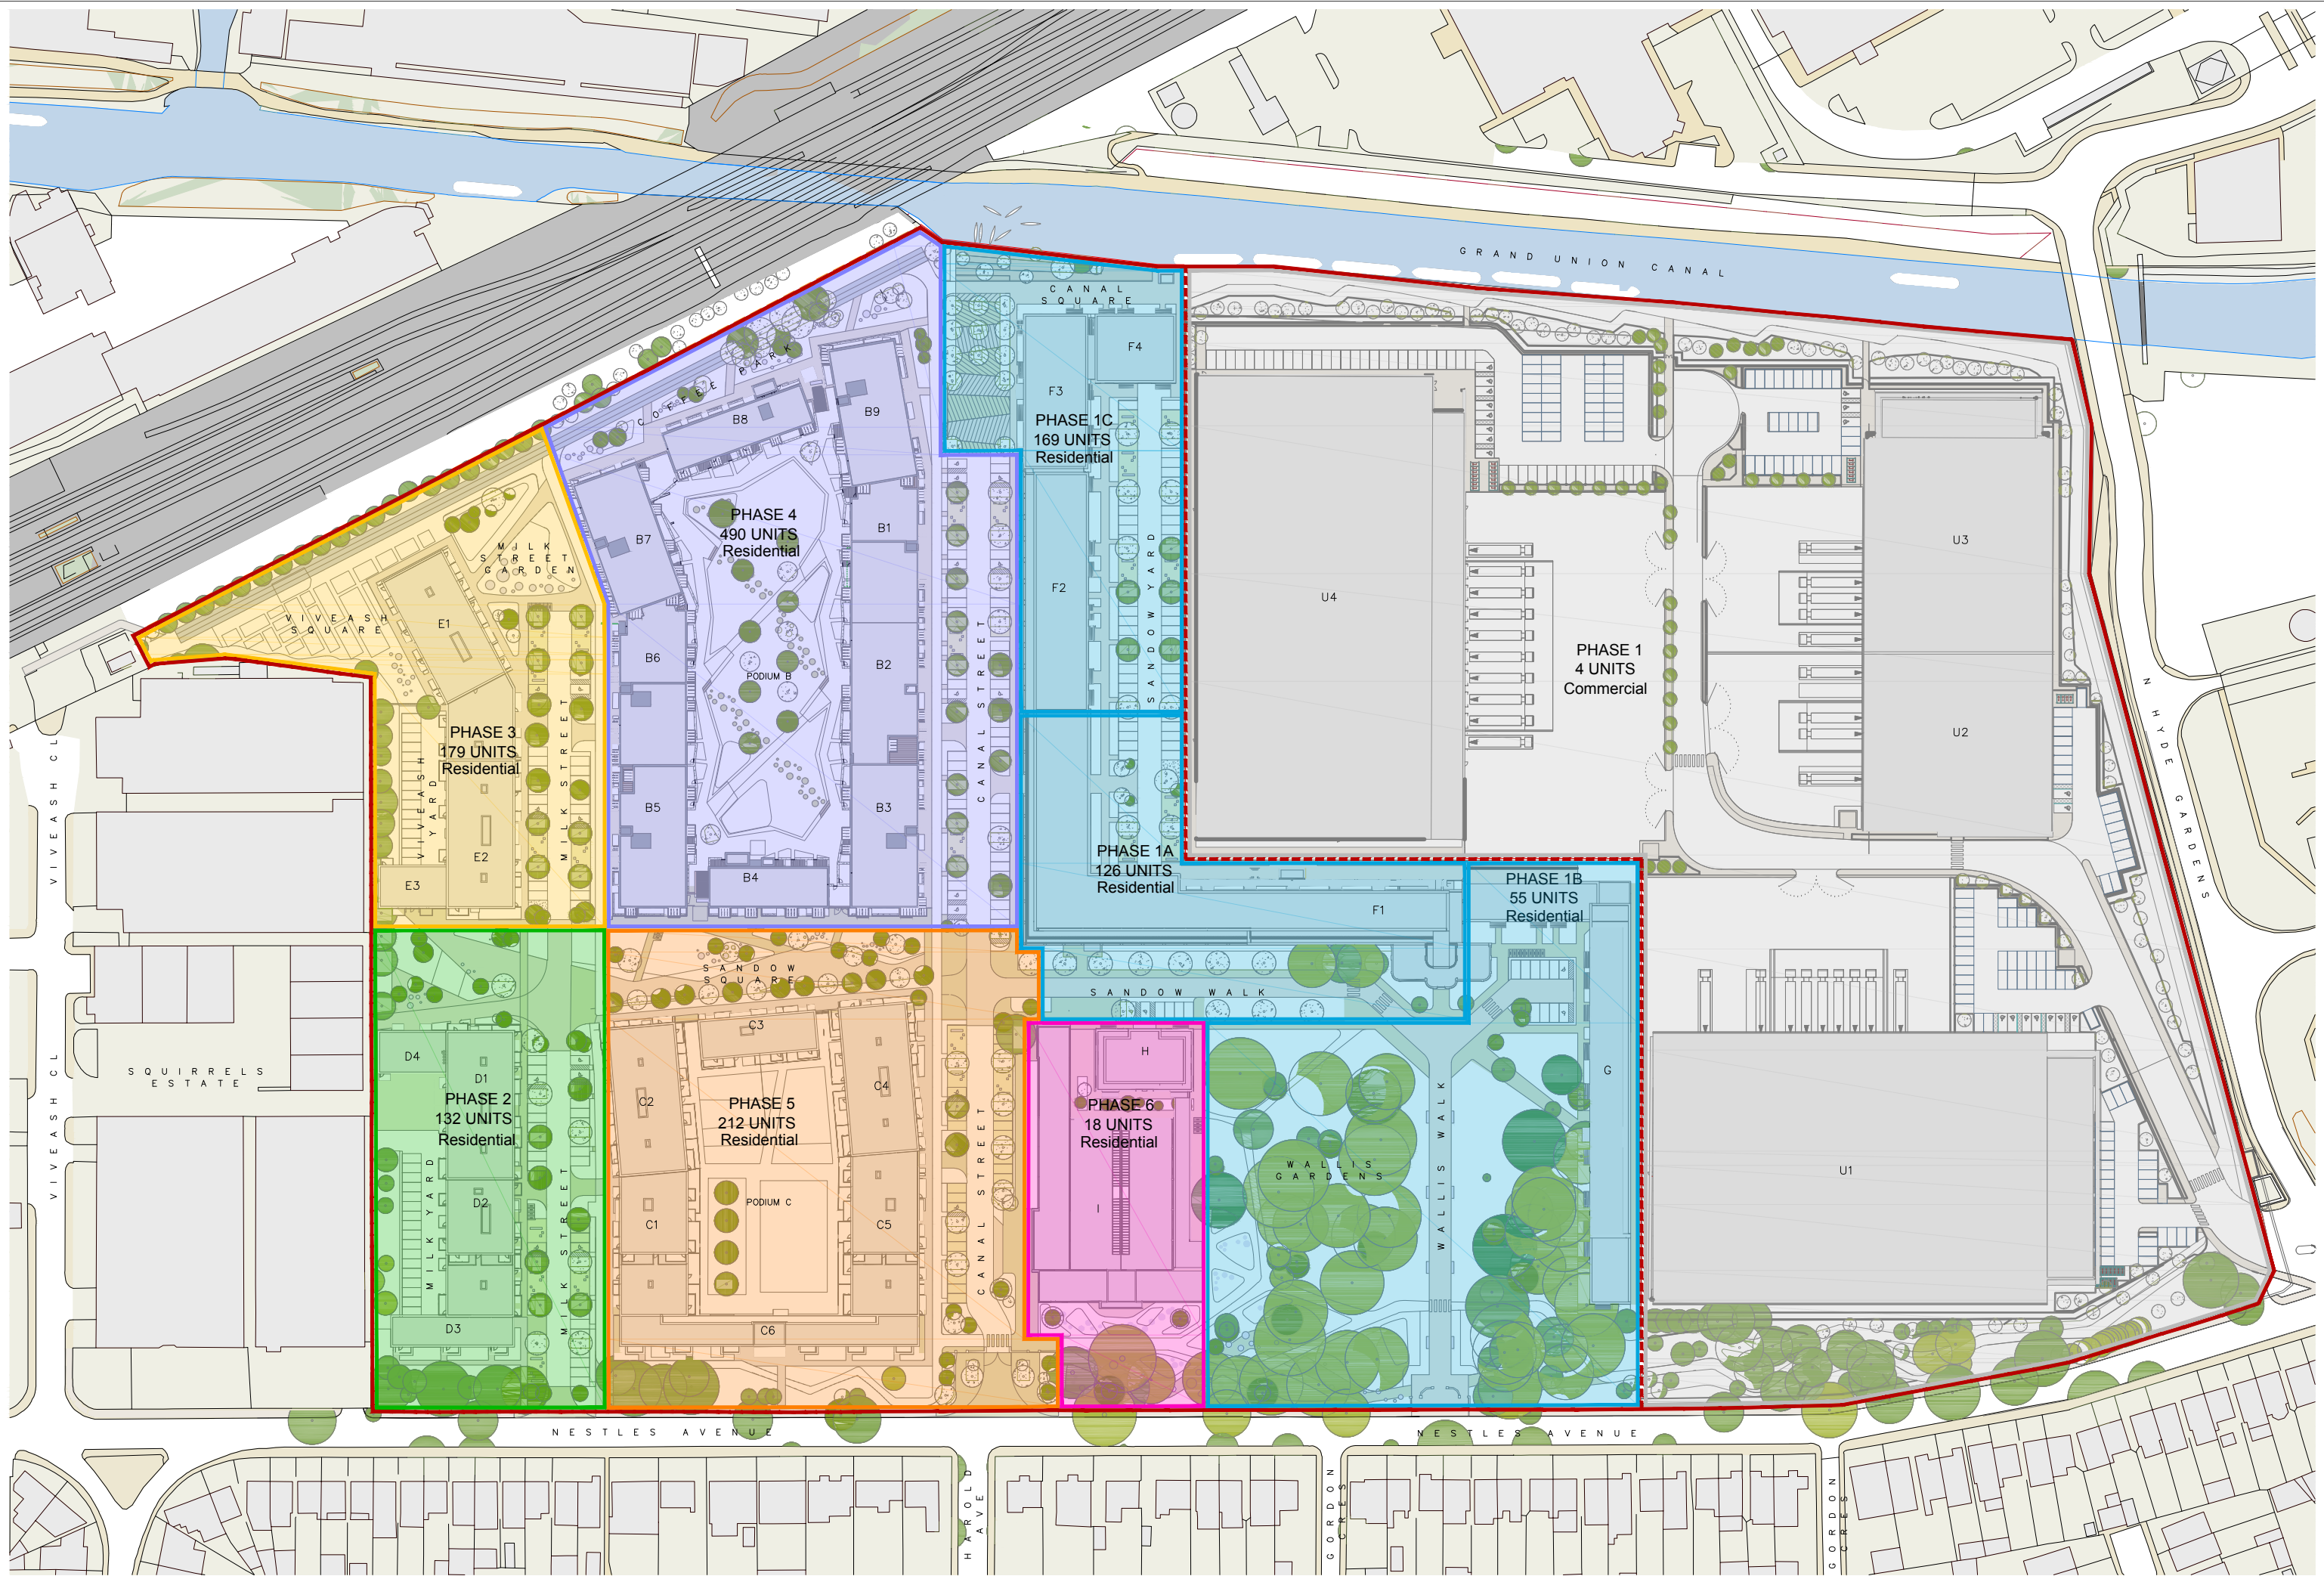 GRAND UNION CANAL
CANAL
SQUARE
F4
F3
PHASE 1C
169 UNITS
Residential
F2
SANDOW YARD
COFFEE PARK
B9
B8
B7
B1
PHASE 4
490 UNITS
Residential
B6
B2
PODIUM B
B5
B3
B4
CANAL STREET
MILK
STREET
GARDEN
VIVEASH
SQUARE
E1
PHASE 3
179 UNITS
Residential
VIVEASH
YARD
MILK STREET
E2
E3
U4
PHASE 1
4 UNITS
Commercial
U3
U2
N HYDE GARDENS
PHASE 1A
126 UNITS
Residential
F1
PHASE 1B
55 UNITS
Residential
VIVEASH CL
VIVEASH CL
SQUIRRELS
ESTATE
SANDOW
SQUARE
SANDOW WALK
D4
D1
PHASE 2
132 UNITS
Residential
D2
MILK YARD
MILK STREET
D3
C3
C2
C4
PHASE 5
212 UNITS
Residential
PODIUM C
C1
C5
C6
CANAL STREET
H
PHASE 6
18 UNITS
Residential
I
WALLIS
GARDENS
WALLIS WALK
G
U1
NESTLES AVENUE
NESTLES AVENUE
HAROLD
AVE
GORDON
CRES
GORDON
CRES